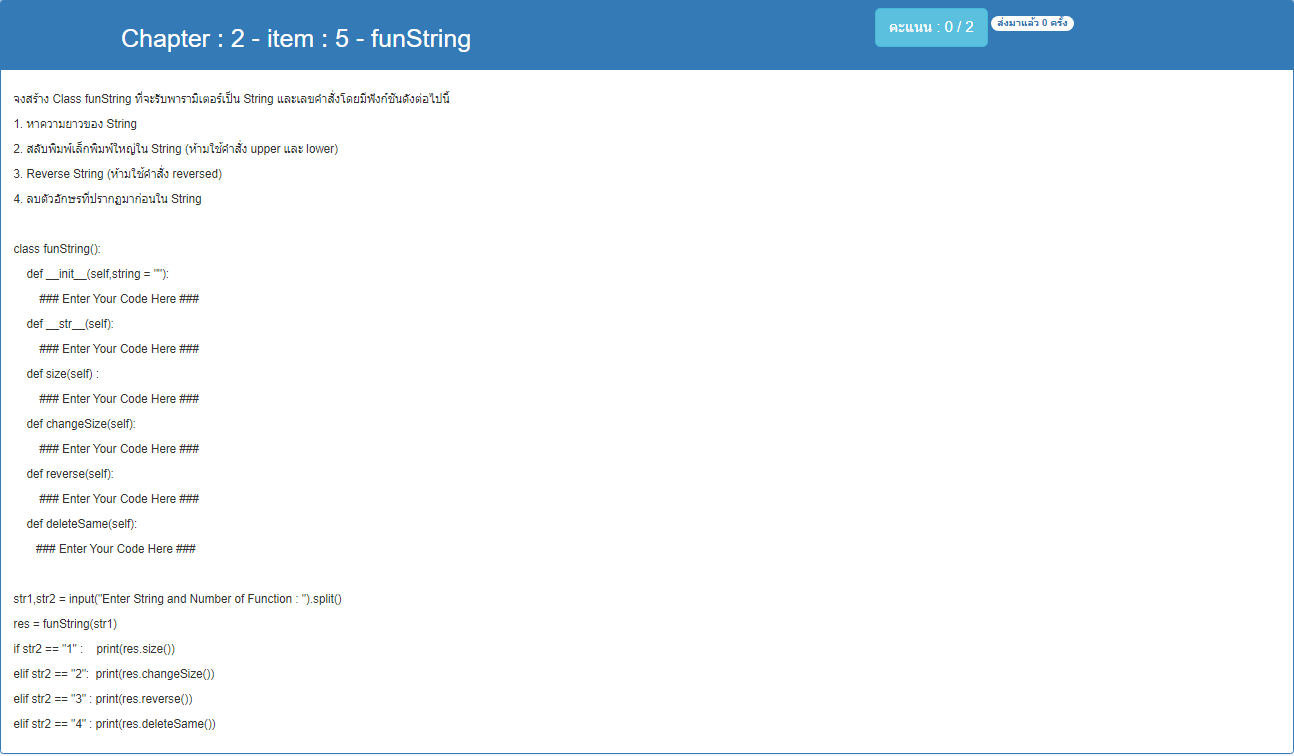 Chapter : 2 - item : 5 - funString
คะแนน : 0 / 2
ส่งมาแล้ว 0 ครั้ง
จงสร้าง Class funString ที่จะรับพารามิเตอร์เป็น String และเลขคำสั่งโดยมีฟังก์ชันดังต่อไปนี้
1. หาความยาวของ String
2. สลับพิมพ์เล็กพิมพ์ใหญ่ใน String (ห้ามใช้คำสั่ง upper และ lower)
3. Reverse String (ห้ามใช้คำสั่ง reversed)
4. ลบตัวอักษรที่ปรากฏมาก่อนใน String
class funString():
def __init__(self,string = ""):
### Enter Your Code Here ###
def __str__(self):
### Enter Your Code Here ###
def size(self) :
### Enter Your Code Here ###
def changeSize(self):
### Enter Your Code Here ###
def reverse(self):
### Enter Your Code Here ###
def deleteSame(self):
### Enter Your Code Here ###
str1,str2 = input("Enter String and Number of Function : ").split()
res = funString(str1)
if str2 == "1" :    print(res.size())
elif str2 == "2":  print(res.changeSize())
elif str2 == "3" : print(res.reverse())
elif str2 == "4" : print(res.deleteSame())